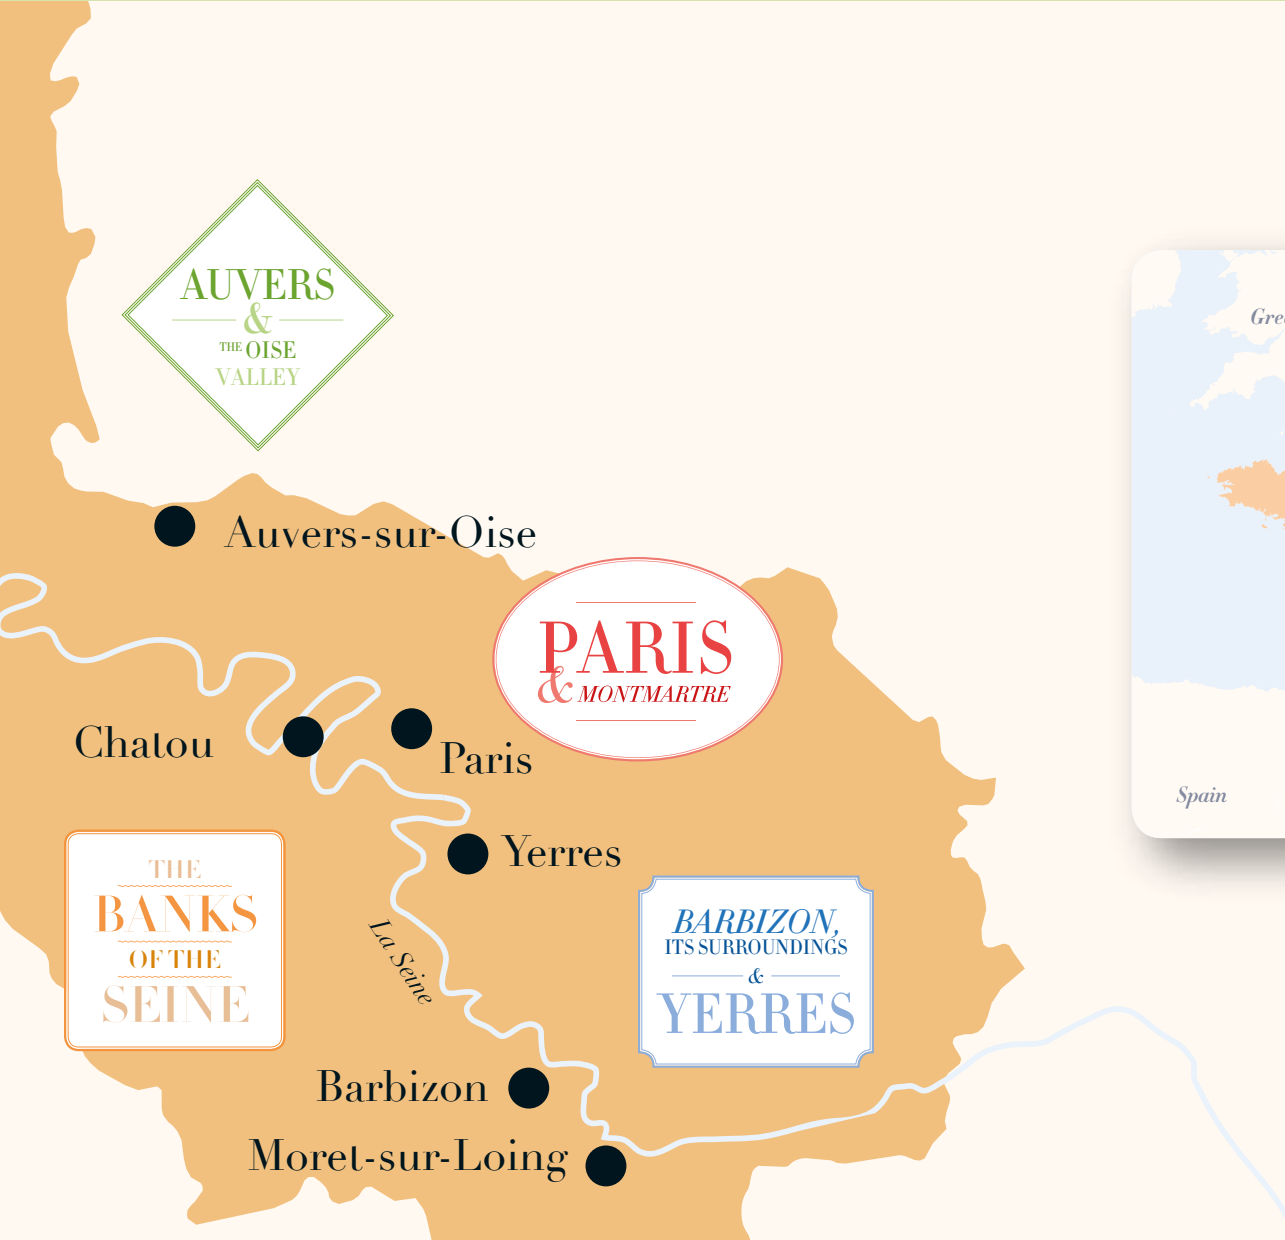 AUVERS
&
THE OISE
VALLEY
Auvers-sur-Oise
PARIS
& MONTMARTRE
Chatou
Paris
Yerres
THE
BANKS
OF THE
SEINE
La Seine
BARBIZON,
ITS SURROUNDINGS
&
YERRES
Barbizon
Moret-sur-Loing
Gre
Spain